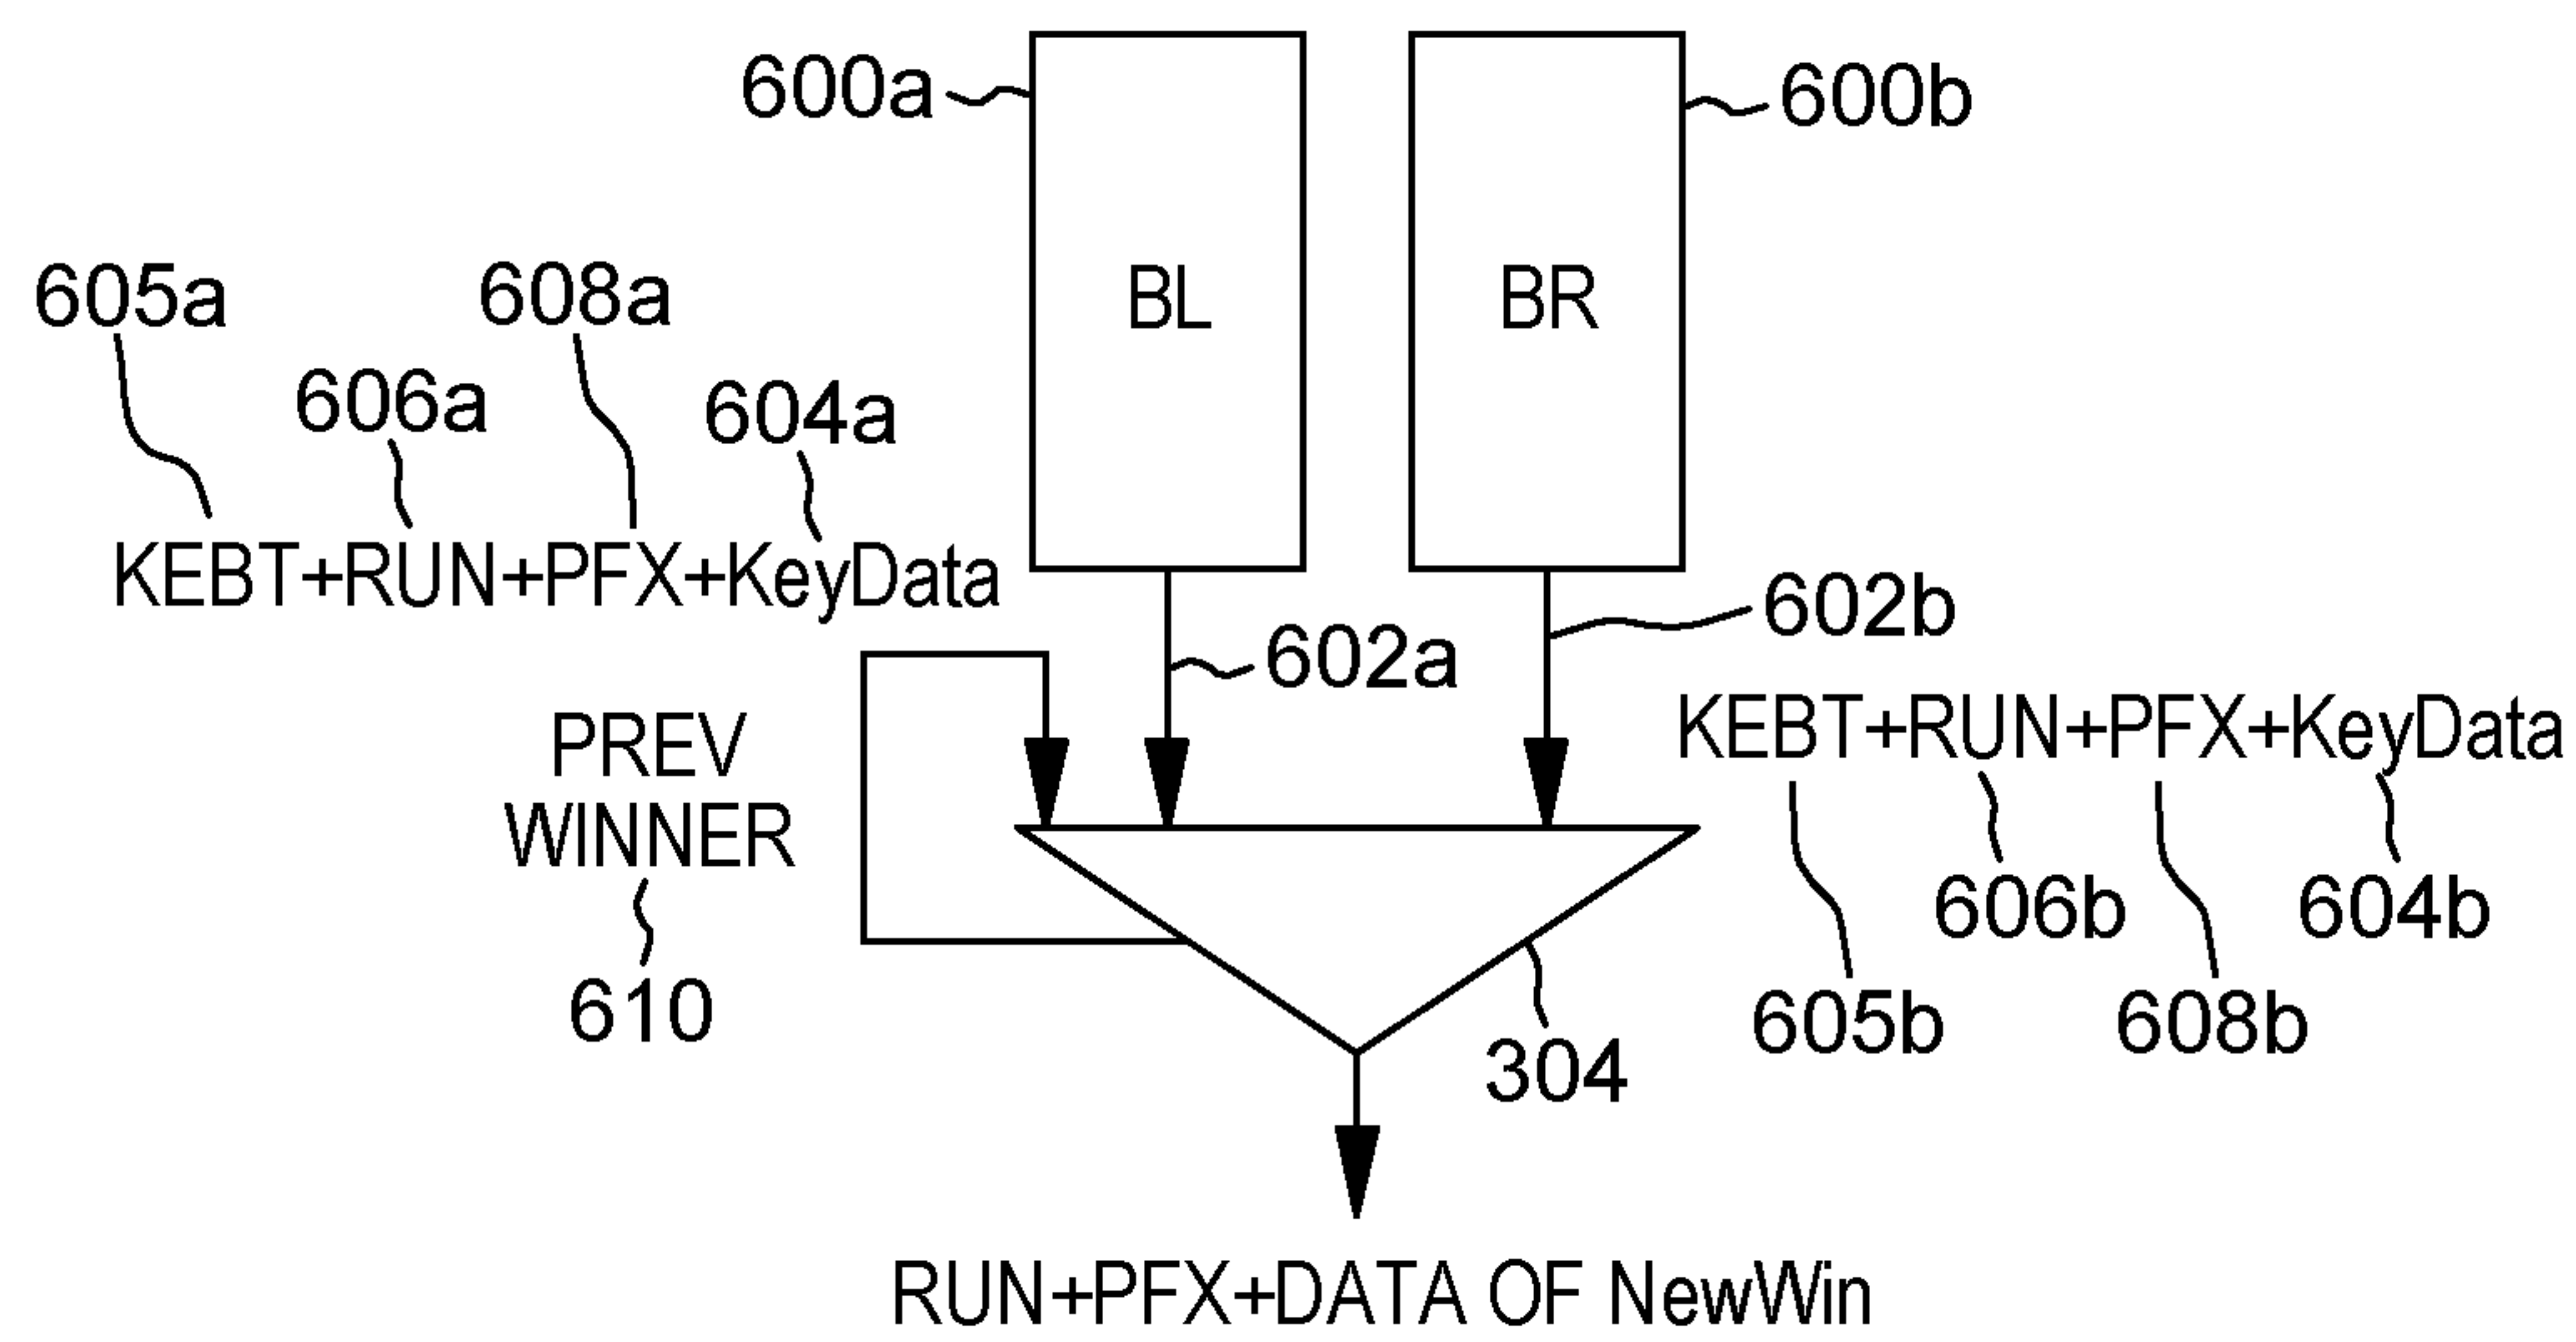 600a
600b
BL
BR
605a
608a
606a
604a
KEBT+RUN+PFX+KeyData
602a
602b
KEBT+RUN+PFX+KeyData
PREV
WINNER
610
606b
604b
605b
608b
304
RUN+PFX+DATA OF NewWin